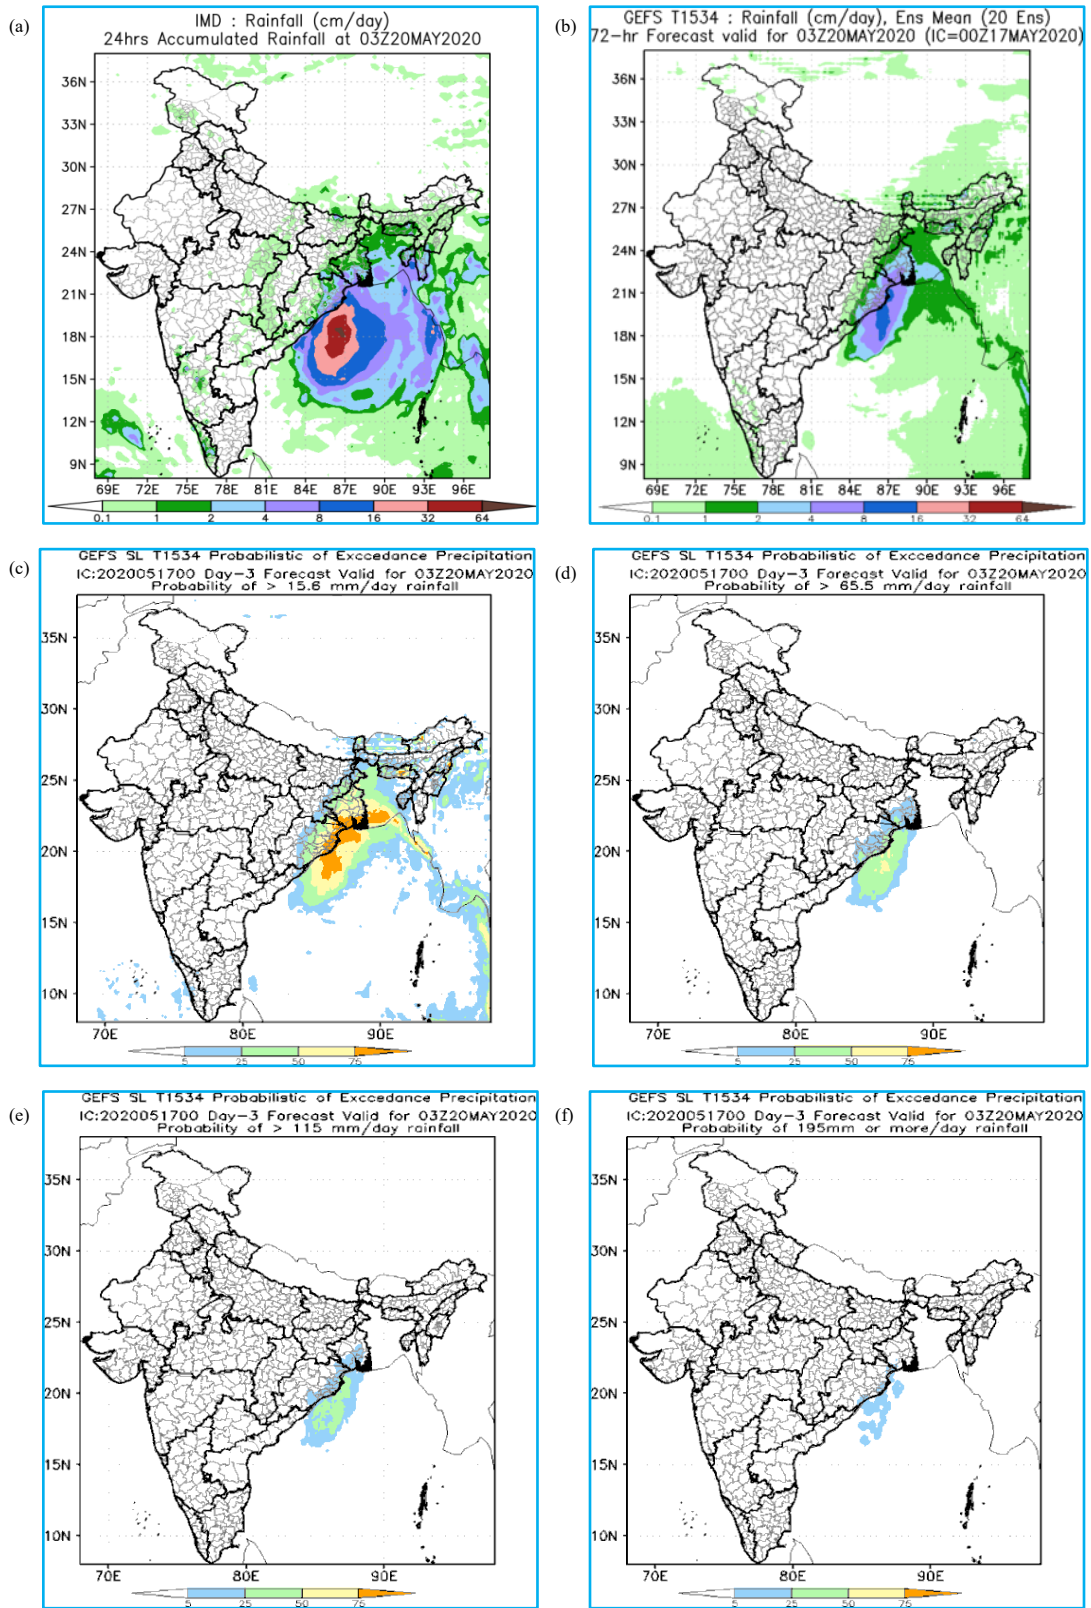 (a)
IMD : Rainfall (cm/day)
24hrs Accumulated Rainfall at 03Z20MAY2020
36N
33N
30N
27N
24N
21N
18N
15N
12N
9N
69E 72E 75E 78E 81E 84E 87E 90E 93E 96E
0.1 1 2 4 8 16 32 64
(b)
GEFS T1534 : Rainfall (cm/day), Ens Mean (20 Ens)
72-hr Forecast valid for 03Z20MAY2020 (IC=00Z17MAY2020)
36N
33N
30N
27N
24N
21N
18N
15N
12N
9N
69E 72E 75E 78E 81E 84E 87E 90E 93E 96E
0.1 1 2 4 8 16 32 64
(c)
GEFS SL T1534 Probabilistic of Exccedance Precipitation
IC:2020051700 Day-3 Forecast Valid for 03Z20MAY2020
Probability of > 15.6 mm/day rainfall
35N
30N
25N
20N
15N
10N
70E 80E 90E
5 25 50 75
(d)
GEFS SL T1534 Probabilistic of Exccedance Precipitation
IC:2020051700 Day-3 Forecast Valid for 03Z20MAY2020
Probability of > 65.5 mm/day rainfall
35N
30N
25N
20N
15N
10N
70E 80E 90E
5 25 50 75
(e)
GEFS SL T1534 Probabilistic of Exccedance Precipitation
IC:2020051700 Day-3 Forecast Valid for 03Z20MAY2020
Probability of > 115 mm/day rainfall
35N
30N
25N
20N
15N
10N
70E 80E 90E
5 25 50 75
(f)
GEFS SL T1534 Probabilistic of Exccedance Precipitation
IC:2020051700 Day-3 Forecast Valid for 03Z20MAY2020
Probability of 195mm or more/day rainfall
35N
30N
25N
20N
15N
10N
70E 80E 90E
5 25 50 75